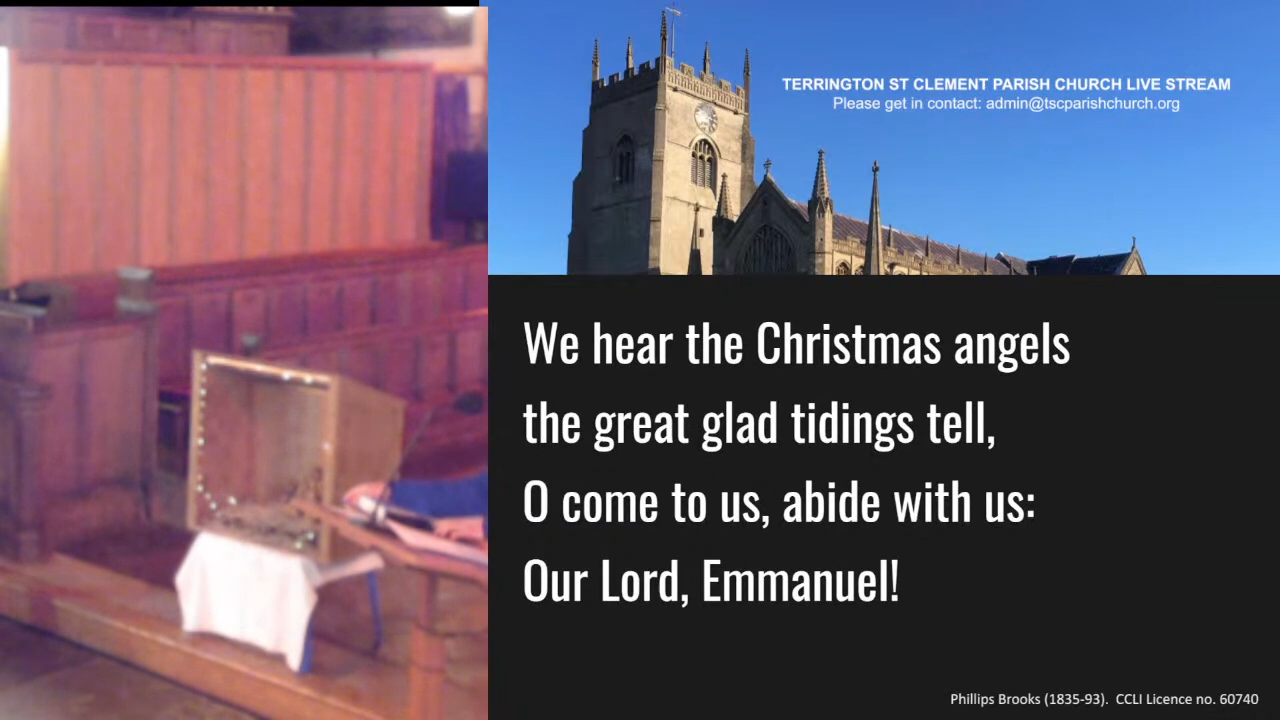 TERRINGTON ST CLEMENT PARISH CHURCH LIVE STREAM
Please get in contact: admin@tscparishchurch.org
We hear the Christmas angels
the great glad tidings tell,
O come to us, abide with us:
Our Lord, Emmanuel!
Phillips Brooks (1835-93).  CCLI Licence no. 60740